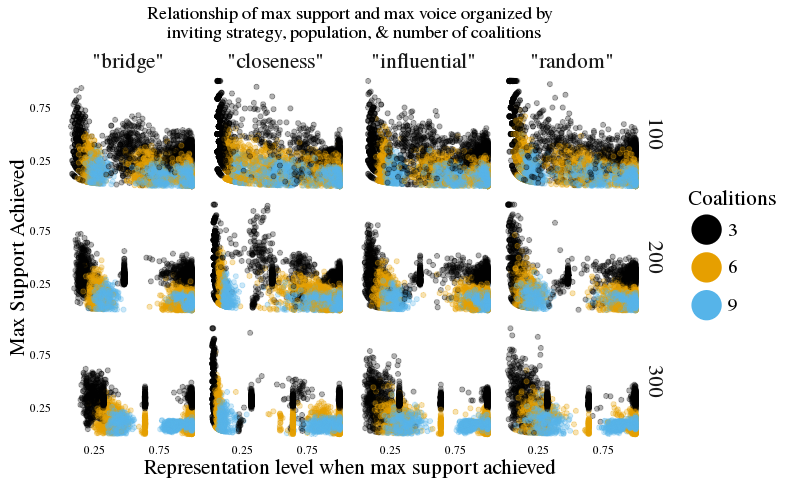 Relationship of max support and max voice organized by
inviting strategy, population, & number of coalitions
"bridge" "closeness" "influential" "random"
Max Support Achieved
0.75
0.25
100
0.75
0.25
200
0.75
0.25
300
0.25 0.75 0.25 0.75 0.25 0.75 0.25 0.75
Representation level when max support achieved
Coalitions
3
6
9